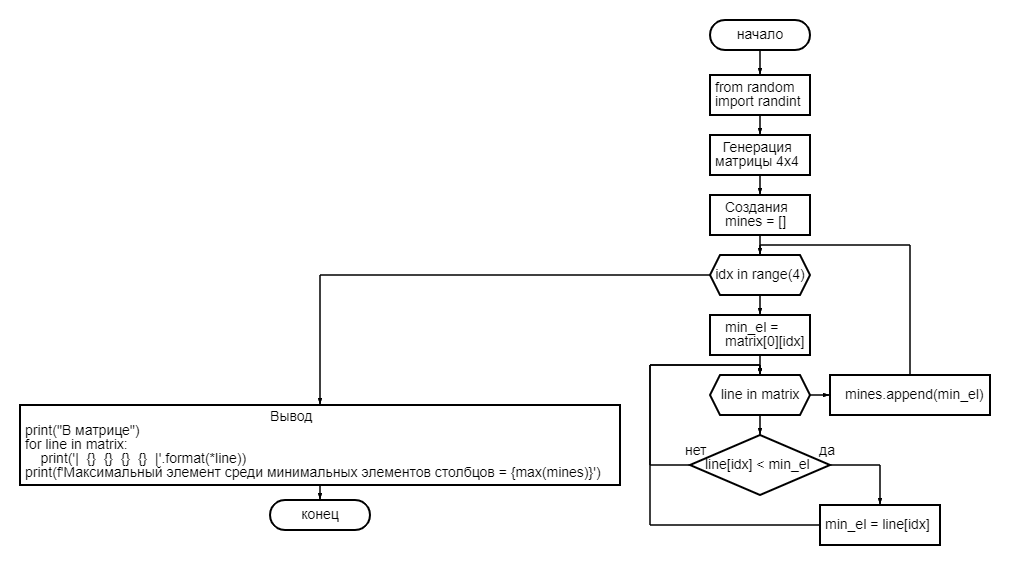 начало
from random
import randint
Генерация
матрицы 4x4
Создания
mines = []
idx in range(4)
min_el =
matrix[0][idx]
line in matrix
mines.append(min_el)
нет
line[idx] < min_el
да
min_el = line[idx]
Вывод
print("В матрице")
for line in matrix:
    print('|  {}  {}  {}  {}  |'.format(*line))
print(f'Максимальный элемент среди минимальных элементов столбцов = {max(mines)}')
конец